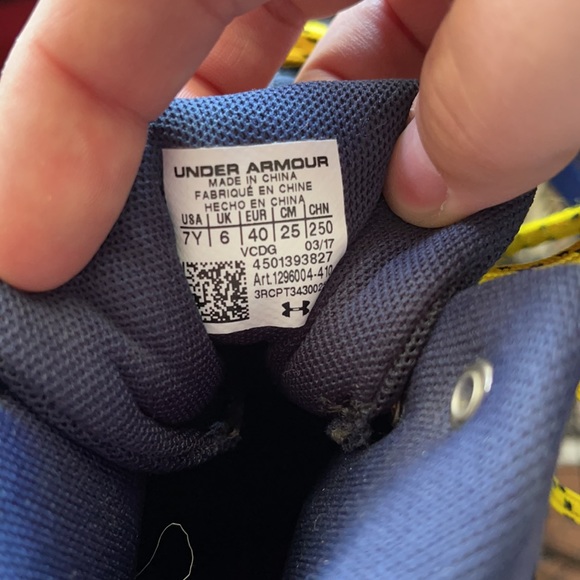 UNDER ARMOUR
MADE IN CHINA
FABRIQUÉ EN CHINE
HECHO EN CHINA
USA | UK | EUR | CM | CHN
7Y | 6 | 40 | 25 | 250
VCDG 03/17
4501393827
Art.1296004-410
3RCPT343002